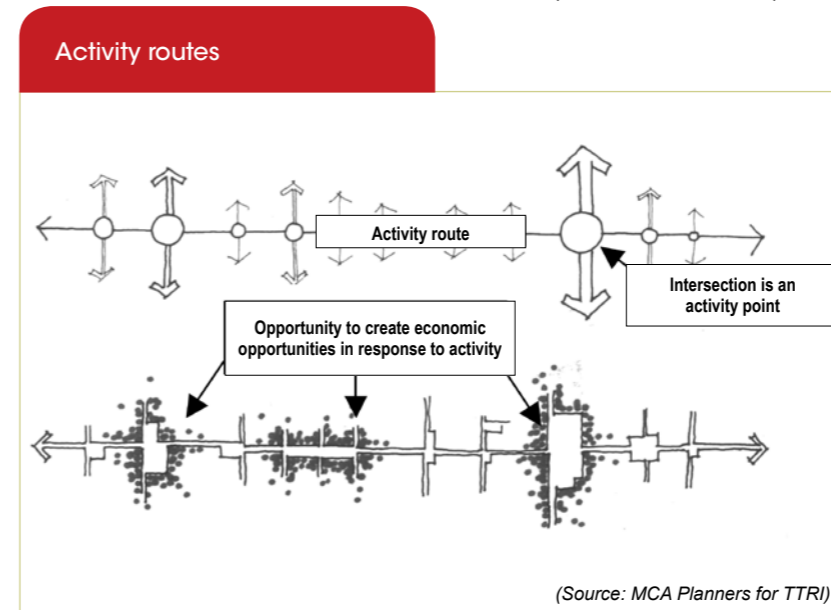 Activity routes
Activity route
Intersection is an
activity point
Opportunity to create economic
opportunities in response to activity
(Source: MCA Planners for TTRI)